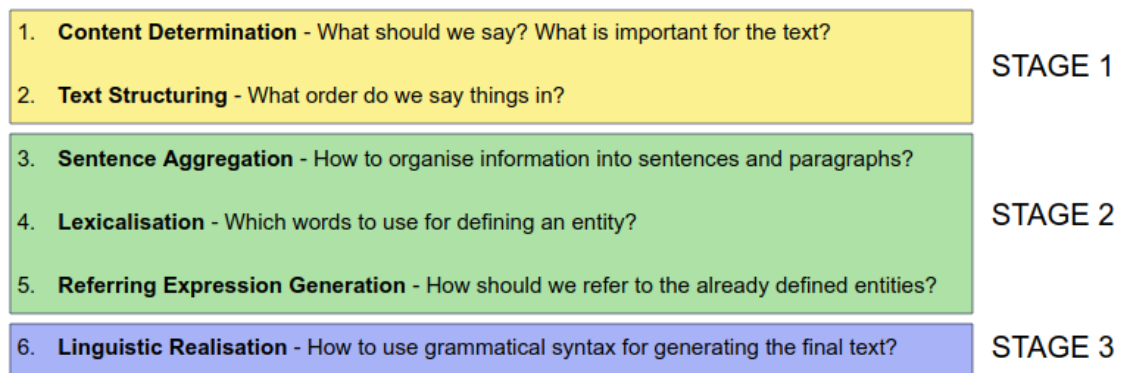 1. Content Determination - What should we say? What is important for the text?
STAGE 1
2. Text Structuring - What order do we say things in?
3. Sentence Aggregation - How to organise information into sentences and paragraphs?
4. Lexicalisation - Which words to use for defining an entity?
STAGE 2
5. Referring Expression Generation - How should we refer to the already defined entities?
6. Linguistic Realisation - How to use grammatical syntax for generating the final text?
STAGE 3